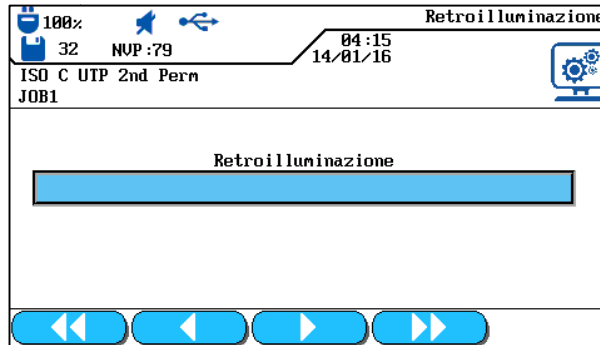 100% Retroilluminazione
32 NVP:79 04:15
14/01/16
ISO C UTP 2nd Perm
JOB1
Retroilluminazione